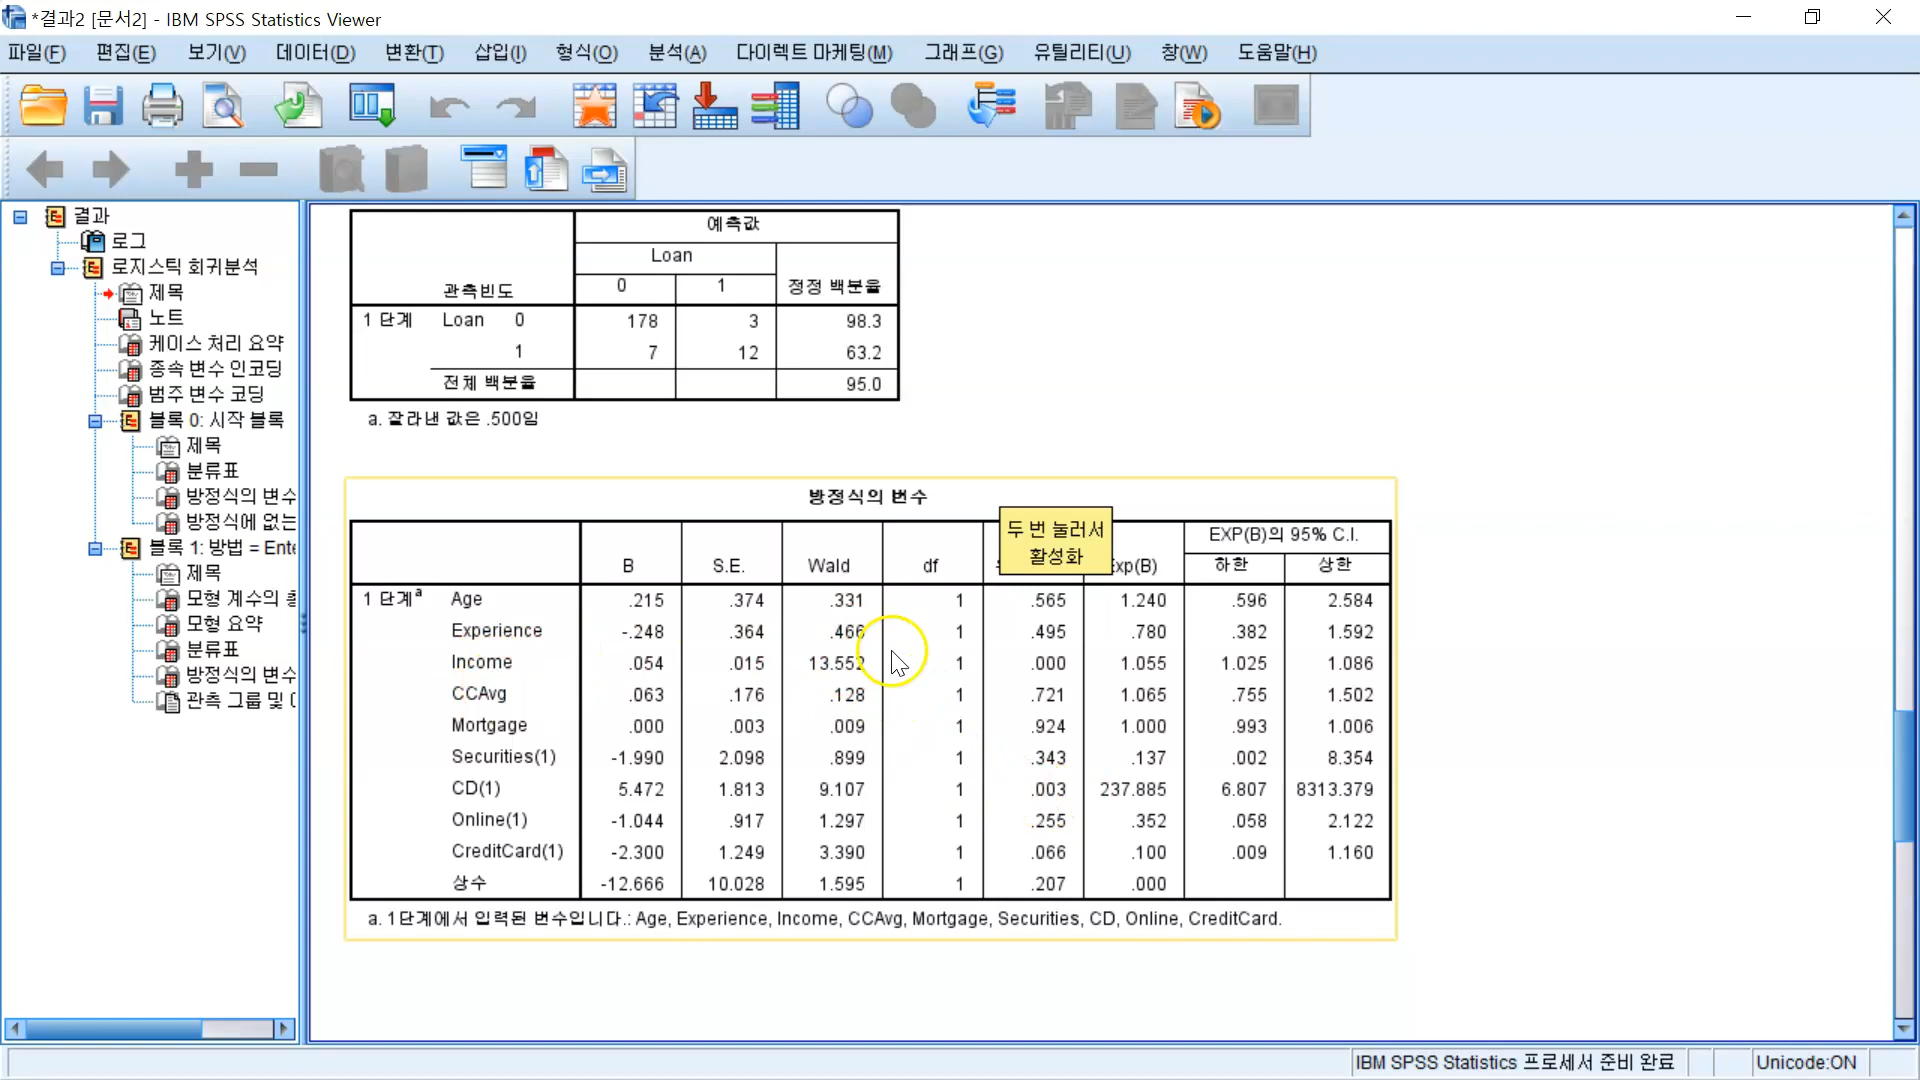 *결과2 [문서2] - IBM SPSS Statistics Viewer
파일(F) 편집(E) 보기(V) 데이터(D) 변환(T) 삽입(I) 형식(O) 분석(A) 다이렉트 마케팅(M) 그래프(G) 유틸리티(U) 창(W) 도움말(H)
결과
로그
로지스틱 회귀분석
제목
노트
케이스 처리 요약
종속 변수 인코딩
범주 변수 코딩
블록 0: 시작 블록
제목
분류표
방정식의 변수
방정식에 없는
블록 1: 방법 = Ente
제목
모형 계수의 총
모형 요약
분류표
방정식의 변수
관측 그룹 및
예측값
Loan
관측빈도 0 1 정정 백분율
1 단계 Loan 0 178 3 98.3
1 7 12 63.2
전체 백분율 95.0
a. 잘라낸 값은 .500임
방정식의 변수
두 번 눌러서
활성화
EXP(B)의 95% C.I.
B S.E. Wald df Exp(B) 하한 상한
1 단계a Age .215 .374 .331 1 .565 1.240 .596 2.584
Experience -.248 .364 .466 1 .495 .780 .382 1.592
Income .054 .015 13.552 1 .000 1.055 1.025 1.086
CCAvg .063 .176 .128 1 .721 1.065 .755 1.502
Mortgage .000 .003 .009 1 .924 1.000 .993 1.006
Securities(1) -1.990 2.098 .899 1 .343 .137 .002 8.354
CD(1) 5.472 1.813 9.107 1 .003 237.885 6.807 8313.379
Online(1) -1.044 .917 1.297 1 .255 .352 .058 2.122
CreditCard(1) -2.300 1.249 3.390 1 .066 .100 .009 1.160
상수 -12.666 10.028 1.595 1 .207 .000
a. 1단계에서 입력된 변수입니다.: Age, Experience, Income, CCAvg, Mortgage, Securities, CD, Online, CreditCard.
IBM SPSS Statistics 프로세서 준비 완료 Unicode:ON